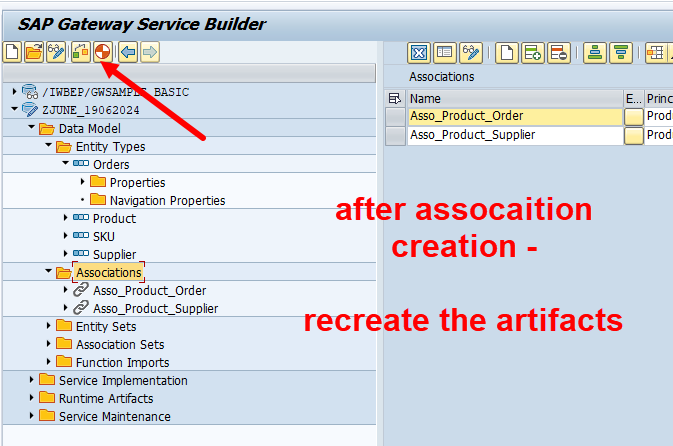 SAP Gateway Service Builder
/IWBEP/GWSAMPLE_BASIC
ZJUNE_19062024
Data Model
Entity Types
Orders
Properties
Navigation Properties
Product
SKU
Supplier
Associations
Asso_Product_Order
Asso_Product_Supplier
Entity Sets
Association Sets
Function Imports
Service Implementation
Runtime Artifacts
Service Maintenance
Associations
Name E... Princ
Asso_Product_Order Produ
Asso_Product_Supplier Produ
after assocaition
creation -
recreate the artifacts